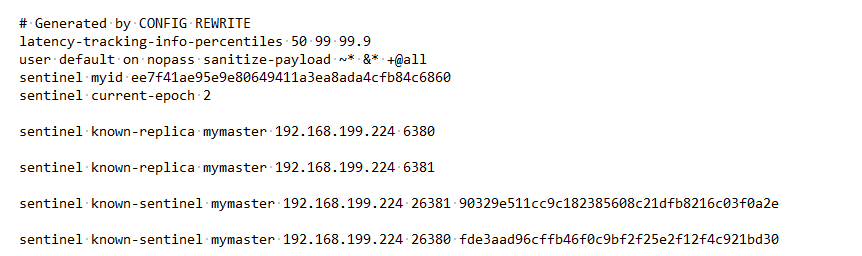 # Generated by CONFIG REWRITE
latency-tracking-info-percentiles 50 99 99.9
user default on nopass sanitize-payload ~* &* +@all
sentinel myid ee7f41ae95e9e80649411a3ea8ada4cfb84c6860
sentinel current-epoch 2
sentinel known-replica mymaster 192.168.199.224 6380
sentinel known-replica mymaster 192.168.199.224 6381
sentinel known-sentinel mymaster 192.168.199.224 26381 90329e511cc9c182385608c21dfb8216c03f0a2e
sentinel known-sentinel mymaster 192.168.199.224 26380 fde3aad96cffb46f0c9bf2f25e2f12f4c921bd30